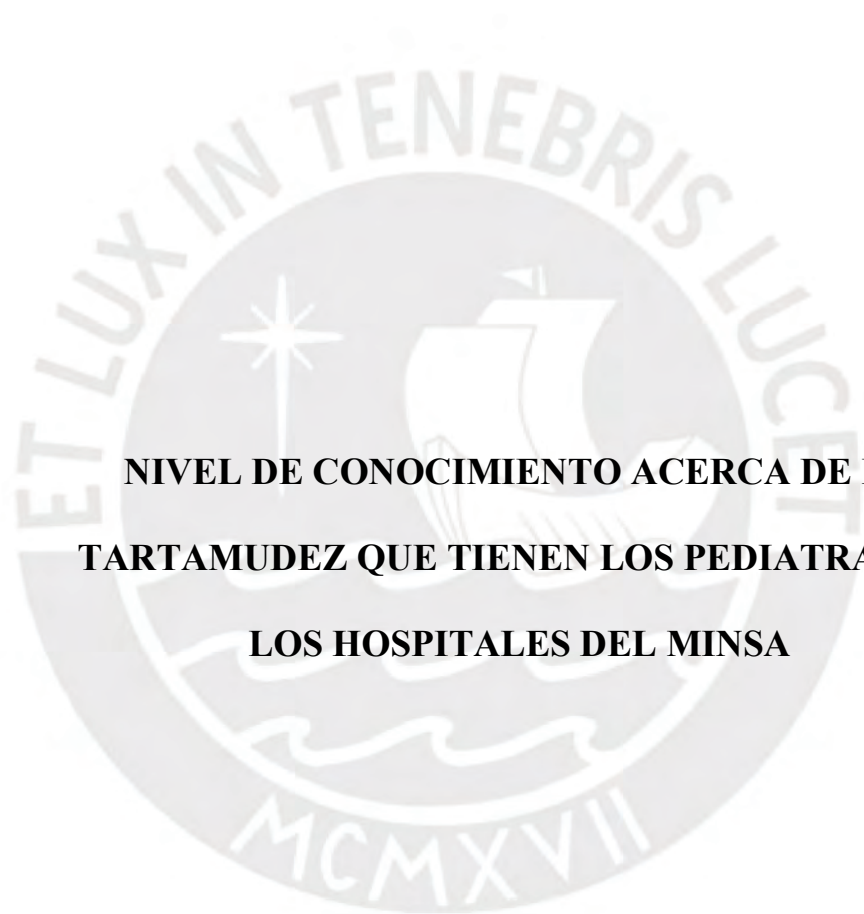 ET LUX IN TENEBRIS LUCET
NIVEL DE CONOCIMIENTO ACERCA DE
TARTAMUDEZ QUE TIENEN LOS PEDIATRA
LOS HOSPITALES DEL MINSA
MCMXVII